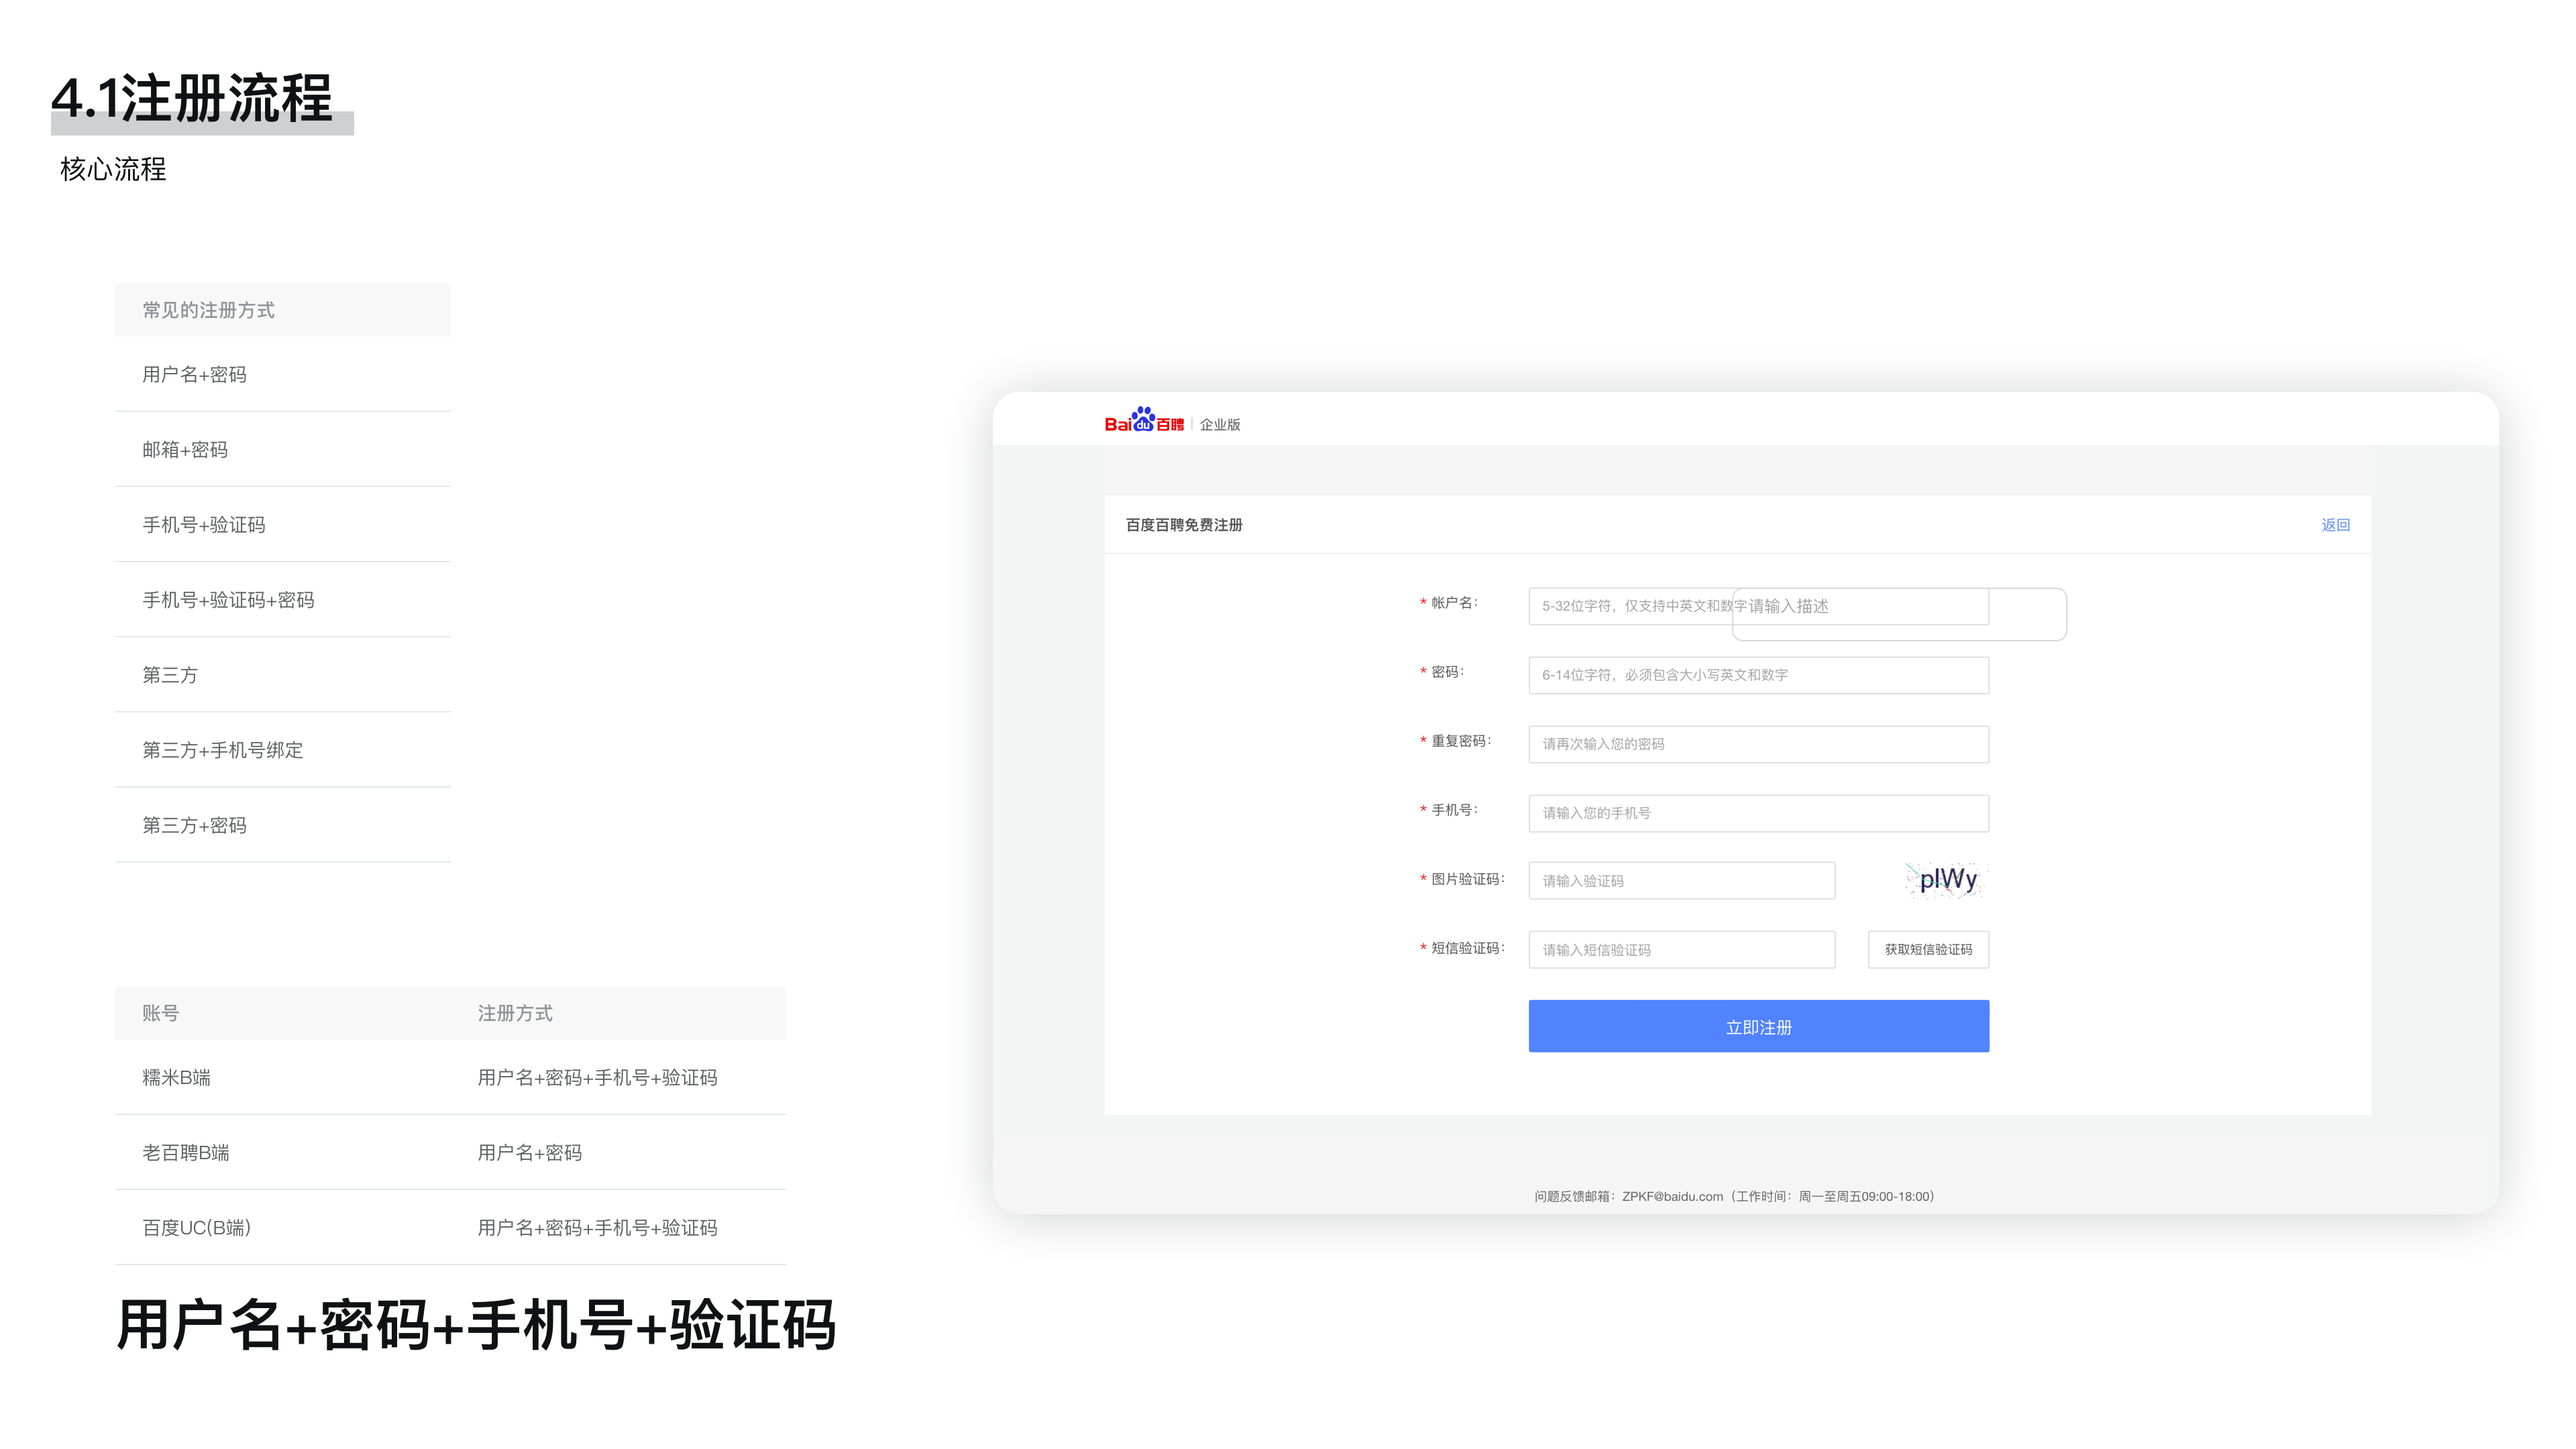 4.1注册流程
核心流程
常见的注册方式
用户名+密码
邮箱+密码
手机号+验证码
手机号+验证码+密码
第三方
第三方+手机号绑定
第三方+密码
账号 注册方式
糯米B端 用户名+密码+手机号+验证码
老百聘B端 用户名+密码
百度UC(B端) 用户名+密码+手机号+验证码
用户名+密码+手机号+验证码
Baidu百聘 企业版
百度百聘免费注册 返回
* 帐户名： 5-32位字符，仅支持中英文和数字 请输入描述
* 密码： 6-14位字符，必须包含大小写英文和数字
* 重复密码： 请再次输入您的密码
* 手机号： 请输入您的手机号
* 图片验证码： 请输入验证码 plWy
* 短信验证码： 请输入短信验证码 获取短信验证码
立即注册
问题反馈邮箱：ZPKF@baidu.com（工作时间：周一至周五09:00-18:00）